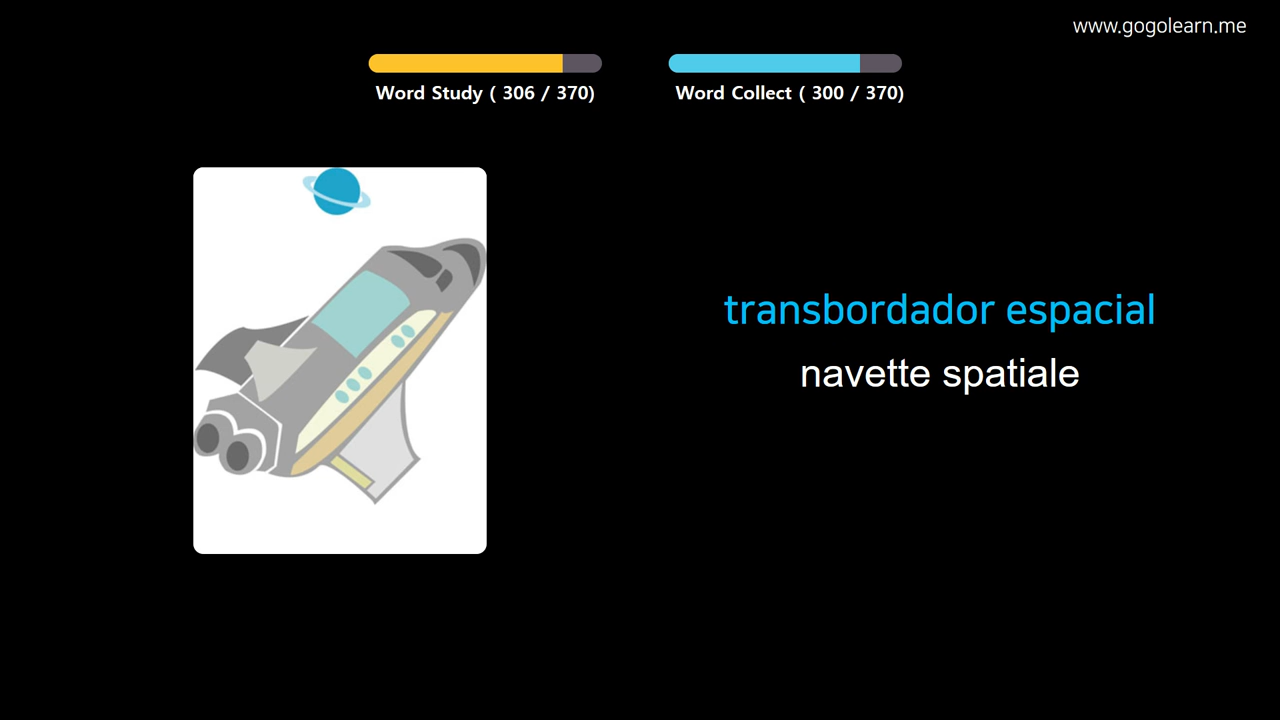 www.gogolearn.me
Word Study ( 306 / 370)
Word Collect ( 300 / 370)
transbordador espacial
navette spatiale